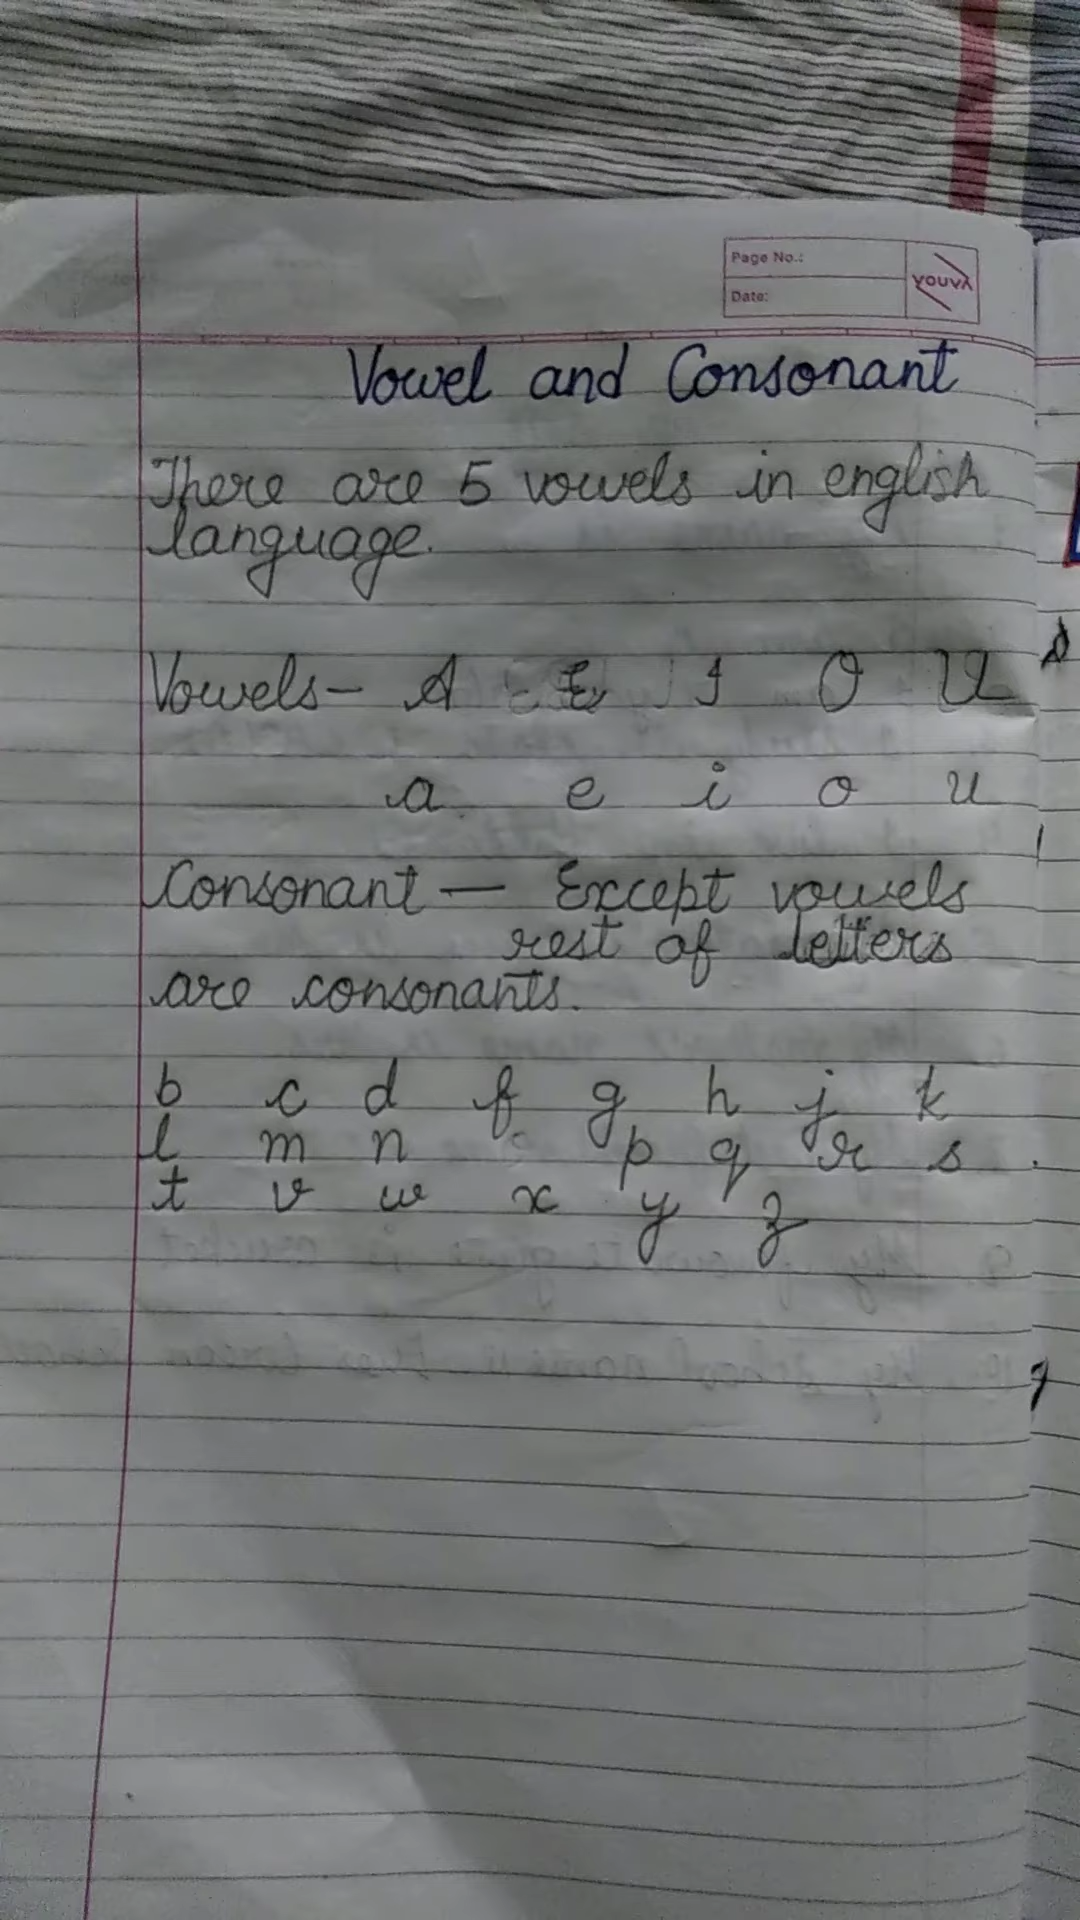 Page No.:
Date:
youva
Vowel and Consonant
There are 5 vowels in english
language.
Vowels- A E I O U
a e i o u
Consonant — Except vowels
rest of letters
are consonants.
b c d f g h j k
l m n p q r s
t v w x y z